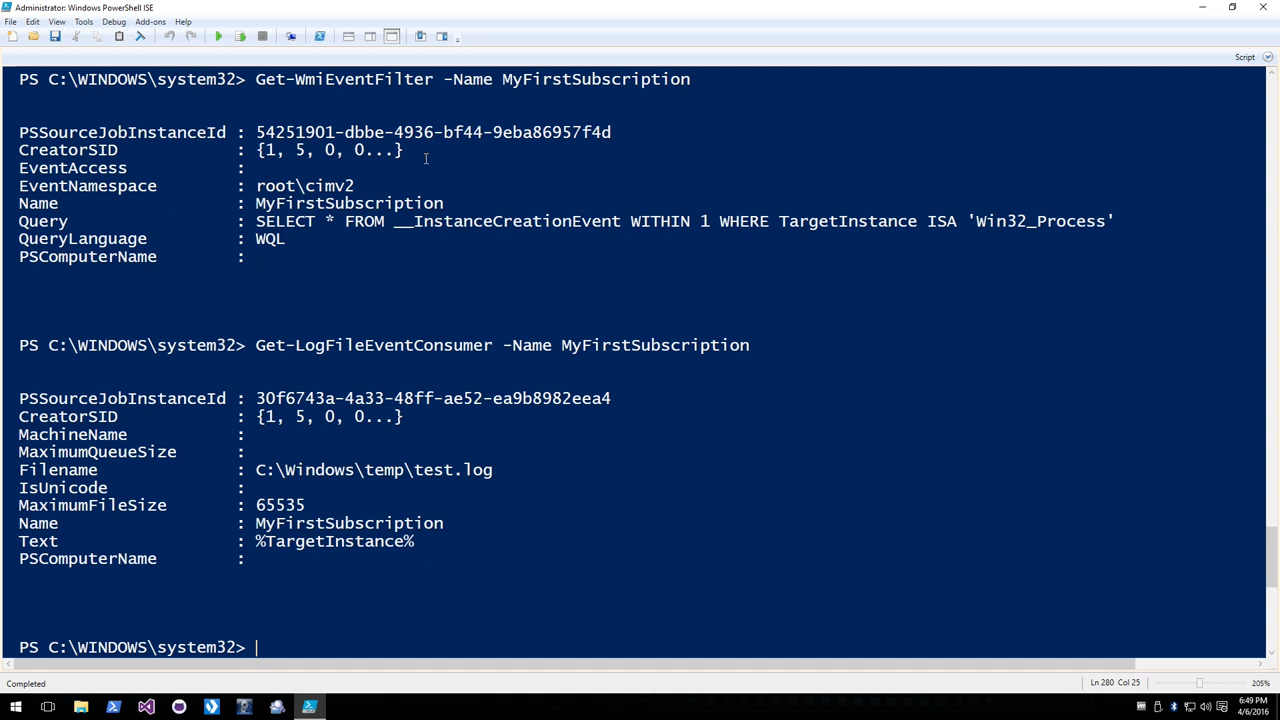 Administrator: Windows PowerShell ISE
File Edit View Tools Debug Add-ons Help
Script
PS C:\WINDOWS\system32> Get-WmiEventFilter -Name MyFirstSubscription
PSSourceJobInstanceId : 54251901-dbbe-4936-bf44-9eba86957f4d
CreatorSID : {1, 5, 0, 0...}
EventAccess :
EventNamespace : root\cimv2
Name : MyFirstSubscription
Query : SELECT * FROM __InstanceCreationEvent WITHIN 1 WHERE TargetInstance ISA 'Win32_Process'
QueryLanguage : WQL
PSComputerName :
PS C:\WINDOWS\system32> Get-LogFileEventConsumer -Name MyFirstSubscription
PSSourceJobInstanceId : 30f6743a-4a33-48ff-ae52-ea9b8982eea4
CreatorSID : {1, 5, 0, 0...}
MachineName :
MaximumQueueSize :
Filename : C:\Windows\temp\test.log
IsUnicode :
MaximumFileSize : 65535
Name : MyFirstSubscription
Text : %TargetInstance%
PSComputerName :
PS C:\WINDOWS\system32>
Completed
Ln 280 Col 25
205%
6:49 PM
4/6/2016